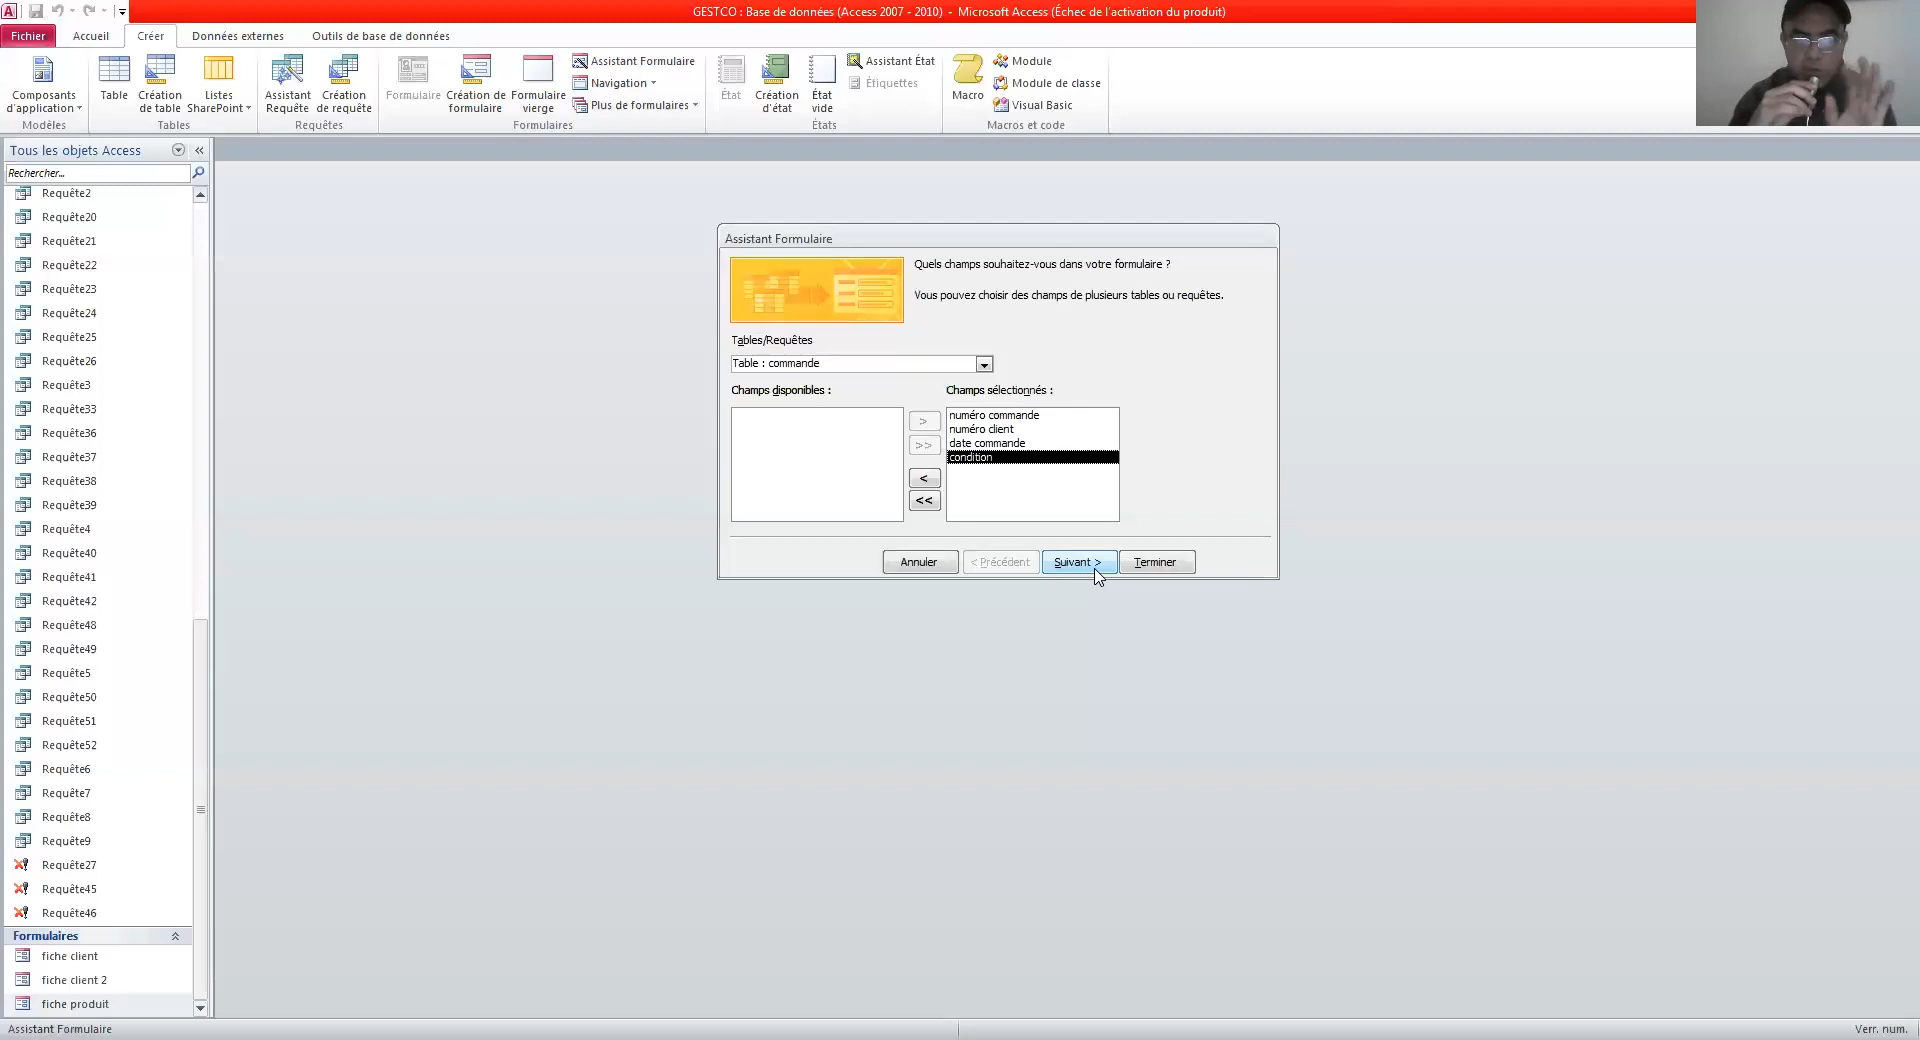 GESTCO : Base de données (Access 2007 - 2010) - Microsoft Access (Échec de l'activation du produit)
Fichier Accueil Créer Données externes Outils de base de données
Composants d'application
Modèles
Table
Création de table
Listes SharePoint
Tables
Assistant Requête
Création de requête
Requêtes
Formulaire
Création de formulaire
Formulaire vierge
Assistant Formulaire
Navigation
Plus de formulaires
Formulaires
État
Création d'état
État vide
Assistant État
Étiquettes
États
Macro
Module
Module de classe
Visual Basic
Macros et code
Tous les objets Access
Rechercher...
Requête2
Requête20
Requête21
Requête22
Requête23
Requête24
Requête25
Requête26
Requête3
Requête33
Requête36
Requête37
Requête38
Requête39
Requête4
Requête40
Requête41
Requête42
Requête48
Requête49
Requête5
Requête50
Requête51
Requête52
Requête6
Requête7
Requête8
Requête9
Requête27
Requête45
Requête46
Formulaires
fiche client
fiche client 2
fiche produit
Assistant Formulaire
Quels champs souhaitez-vous dans votre formulaire ?
Vous pouvez choisir des champs de plusieurs tables ou requêtes.
Tables/Requêtes
Table : commande
Champs disponibles :
Champs sélectionnés :
>
>>
<
<<
numéro commande
numéro client
date commande
condition
Annuler < Précédent Suivant > Terminer
Assistant Formulaire
Verr. num.